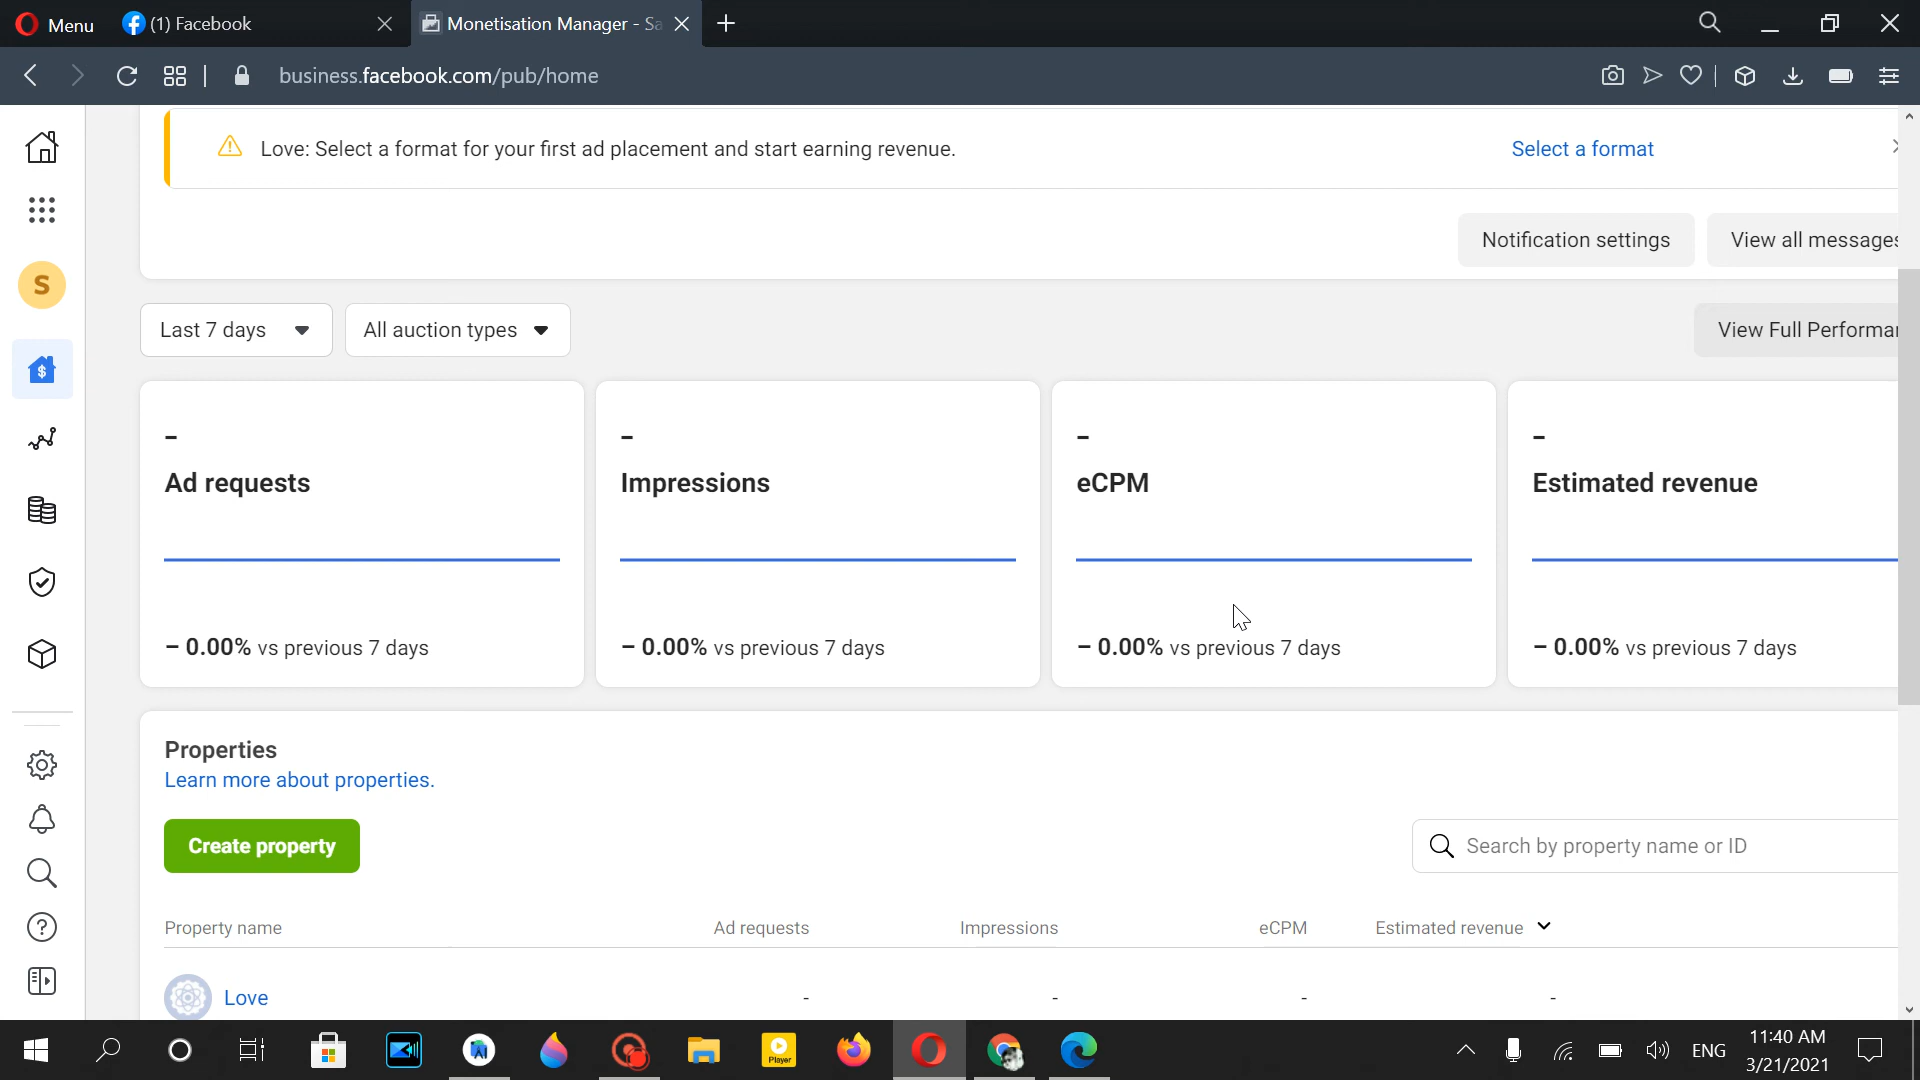 Menu
(1) Facebook
Monetisation Manager - Sa
business.facebook.com/pub/home
Love: Select a format for your first ad placement and start earning revenue.
Select a format
Notification settings
View all messages
Last 7 days
All auction types
View Full Performan
S
$
-
-
-
-
Ad requests
Impressions
eCPM
Estimated revenue
– 0.00% vs previous 7 days
– 0.00% vs previous 7 days
– 0.00% vs previous 7 days
– 0.00% vs previous 7 days
Properties
Learn more about properties.
Create property
Search by property name or ID
Property name
Ad requests
Impressions
eCPM
Estimated revenue
Love
-
-
-
-
Player
ENG
11:40 AM
3/21/2021